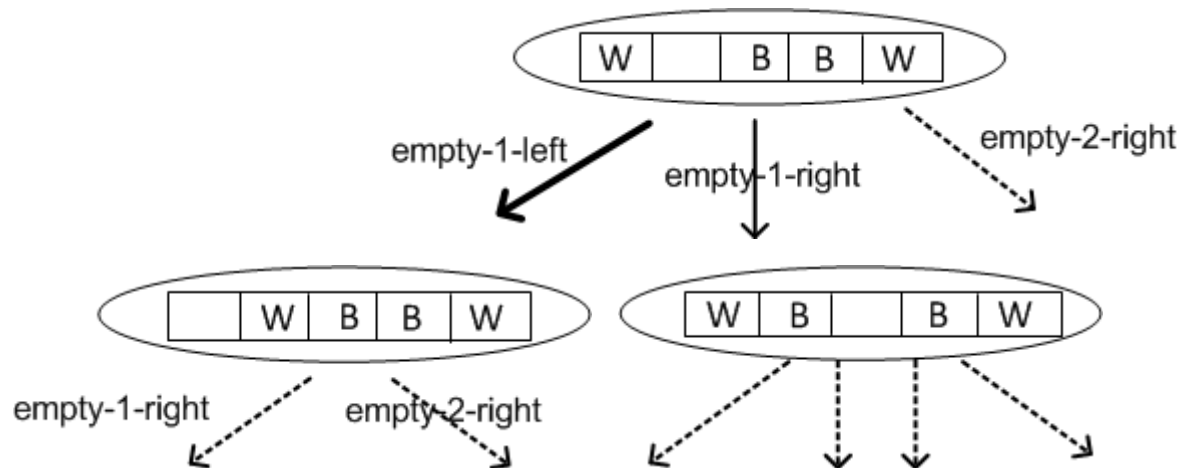 W B B W
empty-1-left
empty-1-right
empty-2-right
W B B W
W B B W
empty-1-right
empty-2-right